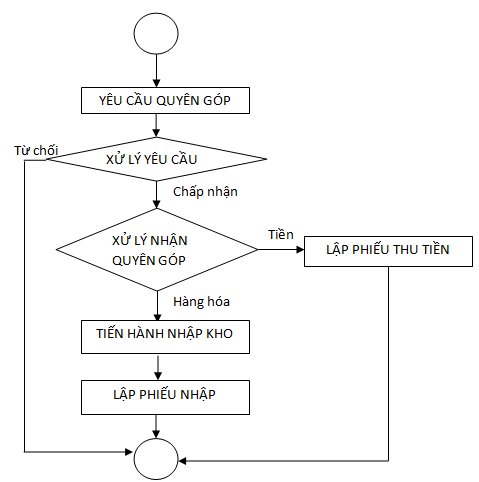 YÊU CẦU QUYÊN GÓP
Từ chối
XỬ LÝ YÊU CẦU
Chấp nhận
XỬ LÝ NHẬN
QUYÊN GÓP
Tiền
LẬP PHIẾU THU TIỀN
Hàng hóa
TIẾN HÀNH NHẬP KHO
LẬP PHIẾU NHẬP